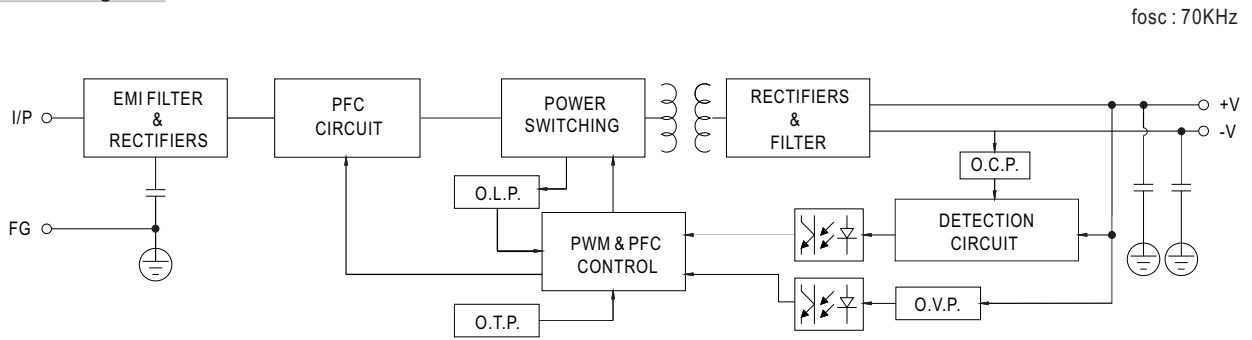 fosc : 70KHz
I/P
EMI FILTER
&
RECTIFIERS
PFC
CIRCUIT
POWER
SWITCHING
RECTIFIERS
&
FILTER
+V
-V
O.C.P.
O.L.P.
FG
PWM & PFC
CONTROL
DETECTION
CIRCUIT
O.T.P.
O.V.P.